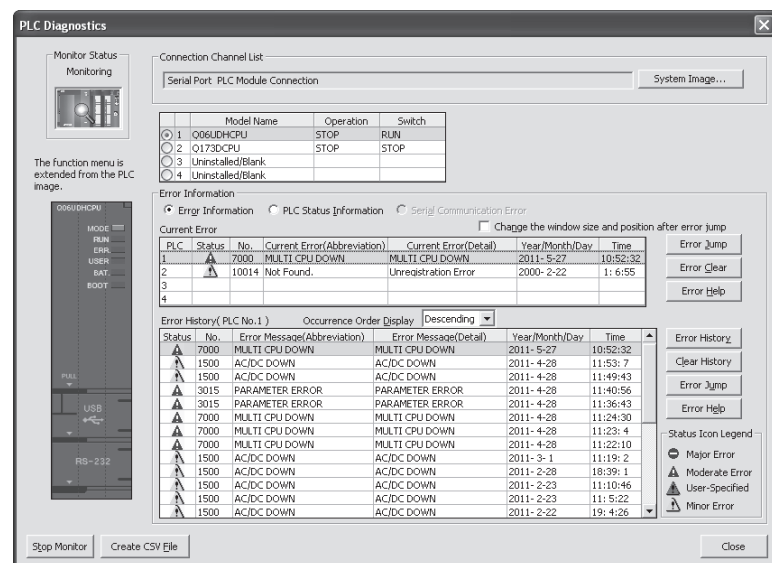 PLC Diagnostics
Monitor Status
Monitoring
Connection Channel List
Serial Port PLC Module Connection
System Image...
Model Name Operation Switch
1 Q06UDHCPU STOP RUN
2 Q173DCPU STOP STOP
3 Uninstalled/Blank
4 Uninstalled/Blank
The function menu is
extended from the PLC
image.
Q06UDHCPU
MODE
RUN
ERR.
USER
BAT.
BOOT
PULL
USB
RS-232
Error Information
Error Information PLC Status Information Serial Communication Error
Current Error
Change the window size and position after error jump
PLC Status No. Current Error(Abbreviation) Current Error(Detail) Year/Month/Day Time
1 7000 MULTI CPU DOWN MULTI CPU DOWN 2011- 5-27 10:52:32
2 10014 Not Found. Unregistration Error 2000- 2-22 1: 6:55
3
4
Error Jump
Error Clear
Error Help
Error History( PLC No.1 ) Occurrence Order Display Descending
Status No. Error Message(Abbreviation) Error Message(Detail) Year/Month/Day Time
7000 MULTI CPU DOWN MULTI CPU DOWN 2011- 5-27 10:52:32
1500 AC/DC DOWN AC/DC DOWN 2011- 4-28 11:53: 7
1500 AC/DC DOWN AC/DC DOWN 2011- 4-28 11:49:43
3015 PARAMETER ERROR PARAMETER ERROR 2011- 4-28 11:40:56
3015 PARAMETER ERROR PARAMETER ERROR 2011- 4-28 11:36:43
7000 MULTI CPU DOWN MULTI CPU DOWN 2011- 4-28 11:24:30
7000 MULTI CPU DOWN MULTI CPU DOWN 2011- 4-28 11:23: 4
7000 MULTI CPU DOWN MULTI CPU DOWN 2011- 4-28 11:22:10
1500 AC/DC DOWN AC/DC DOWN 2011- 3- 1 11:19: 2
1500 AC/DC DOWN AC/DC DOWN 2011- 2-28 18:39: 1
1500 AC/DC DOWN AC/DC DOWN 2011- 2-23 11:10:46
1500 AC/DC DOWN AC/DC DOWN 2011- 2-23 11: 5:22
1500 AC/DC DOWN AC/DC DOWN 2011- 2-22 19: 4:26
Error History
Clear History
Error Jump
Error Help
Status Icon Legend
Major Error
Moderate Error
User-Specified
Minor Error
Stop Monitor
Create CSV File
Close